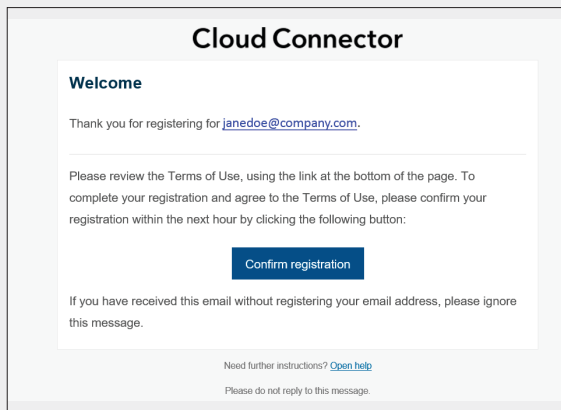 Cloud Connector
Welcome
Thank you for registering for janedoe@company.com.
Please review the Terms of Use, using the link at the bottom of the page. To
complete your registration and agree to the Terms of Use, please confirm your
registration within the next hour by clicking the following button:
Confirm registration
If you have received this email without registering your email address, please ignore
this message.
Need further instructions? Open help
Please do not reply to this message.